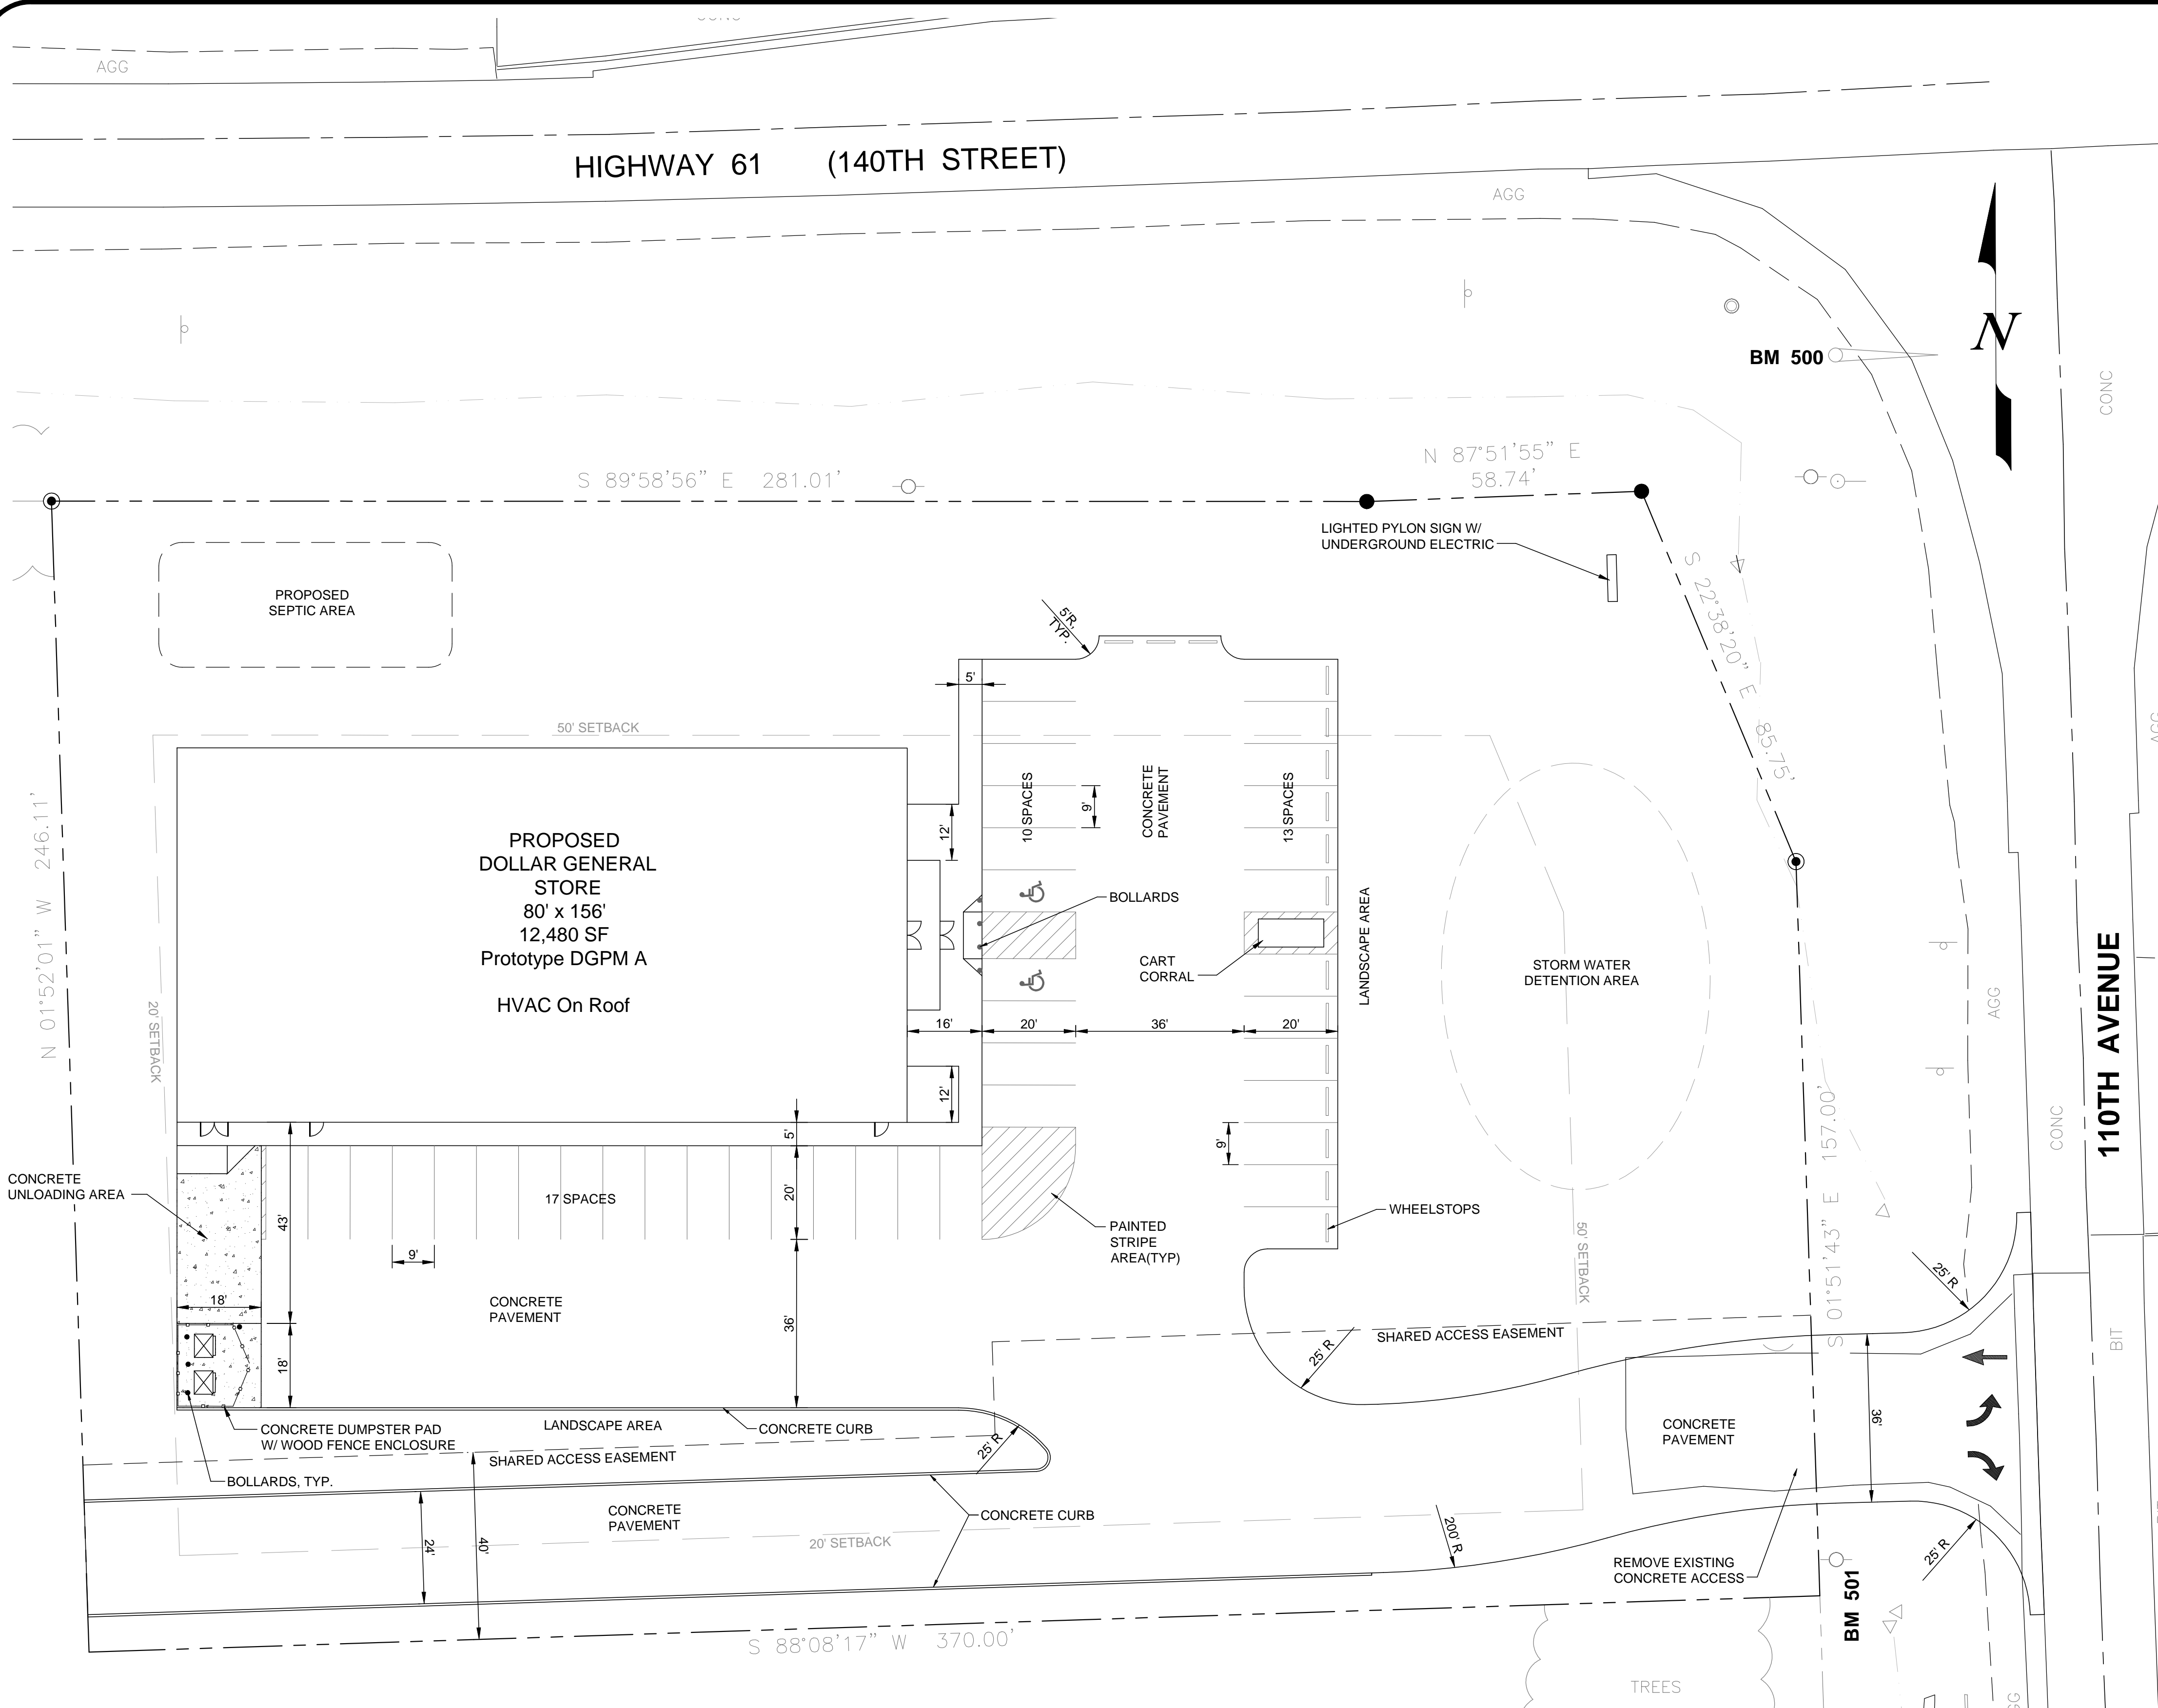 AGG
HIGHWAY 61 (140TH STREET)
AGG
N
BM 500
CONC
S 89°58'56" E 281.01'
N 87°51'55" E
58.74'
LIGHTED PYLON SIGN W/
UNDERGROUND ELECTRIC
S 22°38'20" E 85.75'
PROPOSED
SEPTIC AREA
5'R,
TYP.
5'
50' SETBACK
N 01°52'01" W 246.11'
20' SETBACK
PROPOSED
DOLLAR GENERAL
STORE
80' x 156'
12,480 SF
Prototype DGPM A
HVAC On Roof
12'
10 SPACES
9'
CONCRETE
PAVEMENT
13 SPACES
AGG
BOLLARDS
LANDSCAPE AREA
CART
CORRAL
STORM WATER
DETENTION AREA
16'
20'
36'
20'
12'
AGG
110TH AVENUE
CONC
S 01°51'43" E 157.00'
5'
9'
CONCRETE
UNLOADING AREA
43'
17 SPACES
20'
WHEELSTOPS
PAINTED
STRIPE
AREA(TYP)
9'
50' SETBACK
25' R
18'
CONCRETE
PAVEMENT
36'
25' R
SHARED ACCESS EASEMENT
BIT
18'
CONCRETE DUMPSTER PAD
W/ WOOD FENCE ENCLOSURE
LANDSCAPE AREA
CONCRETE CURB
25' R
CONCRETE
PAVEMENT
36'
SHARED ACCESS EASEMENT
BOLLARDS, TYP.
CONCRETE
PAVEMENT
CONCRETE CURB
24'
40'
20' SETBACK
200' R
REMOVE EXISTING
CONCRETE ACCESS
25' R
BM 501
S 88°08'17" W 370.00'
TREES